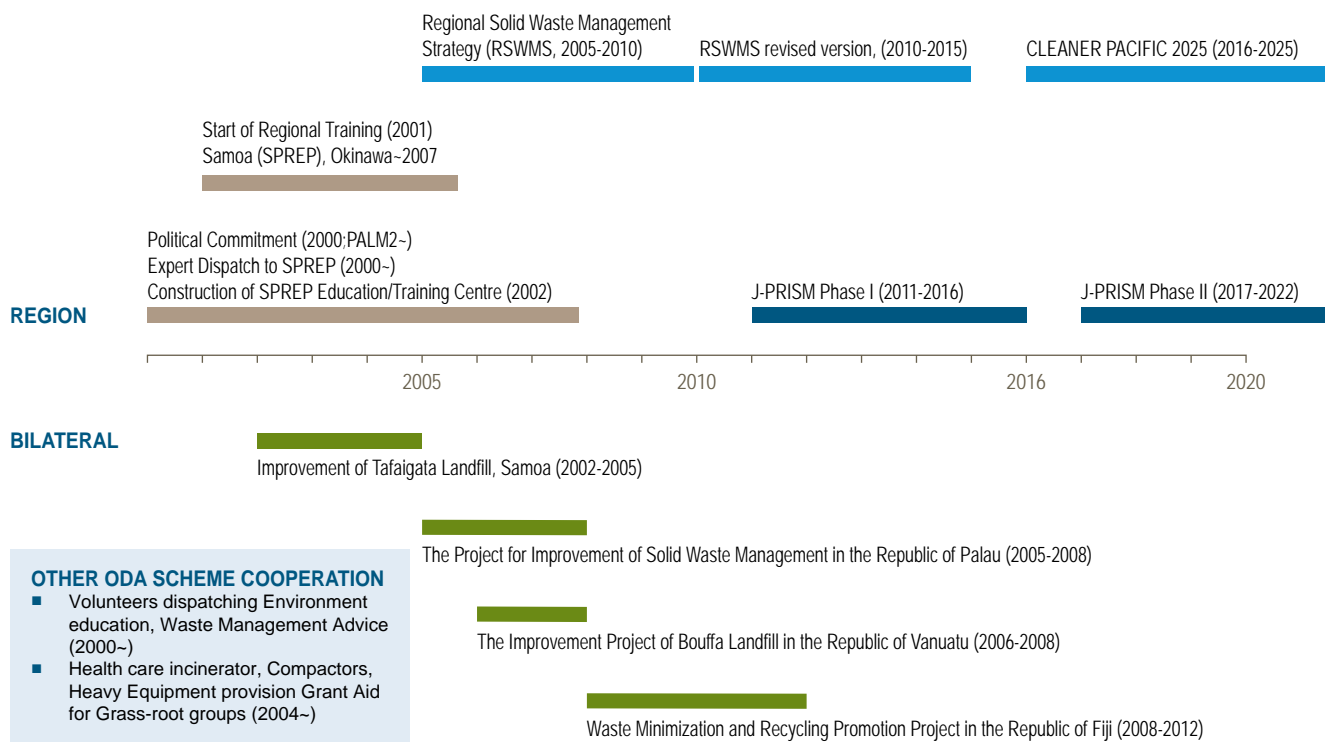 Regional Solid Waste Management
Strategy (RSWMS, 2005-2010)
RSWMS revised version, (2010-2015)
CLEANER PACIFIC 2025 (2016-2025)
Start of Regional Training (2001)
Samoa (SPREP), Okinawa~2007
Political Commitment (2000;PALM2~)
Expert Dispatch to SPREP (2000~)
Construction of SPREP Education/Training Centre (2002)
J-PRISM Phase I (2011-2016)
J-PRISM Phase II (2017-2022)
REGION
2005
2010
2016
2020
BILATERAL
Improvement of Tafaigata Landfill, Samoa (2002-2005)
The Project for Improvement of Solid Waste Management in the Republic of Palau (2005-2008)
The Improvement Project of Bouffa Landfill in the Republic of Vanuatu (2006-2008)
Waste Minimization and Recycling Promotion Project in the Republic of Fiji (2008-2012)
OTHER ODA SCHEME COOPERATION
Volunteers dispatching Environment
education, Waste Management Advice
(2000~)
Health care incinerator, Compactors,
Heavy Equipment provision Grant Aid
for Grass-root groups (2004~)